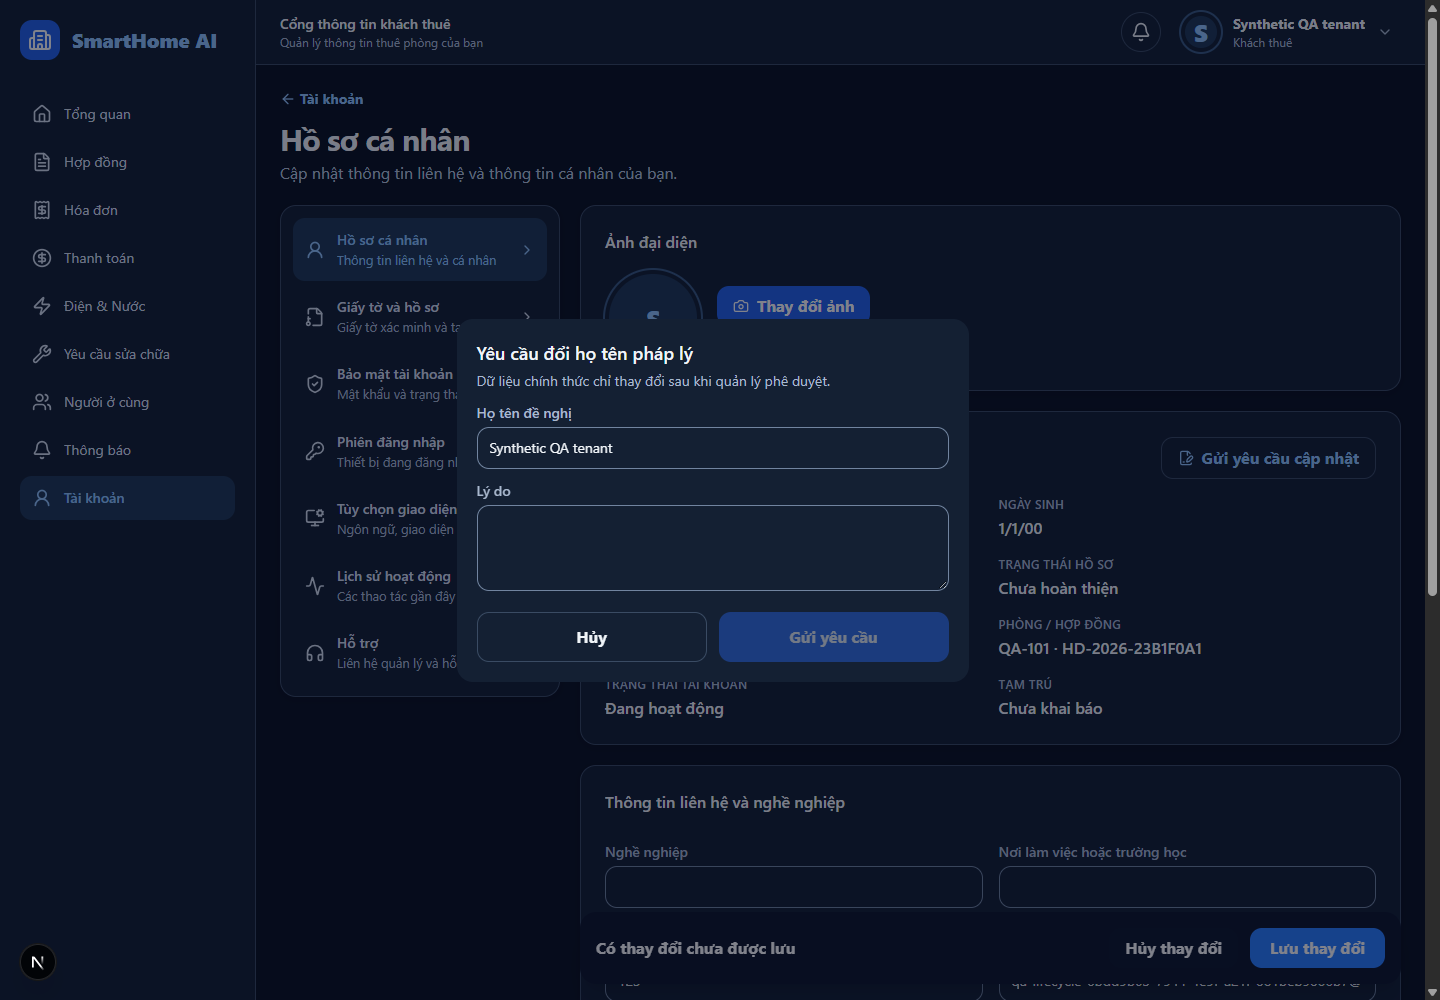 SmartHome AI
Cổng thông tin khách thuê
Quản lý thông tin thuê phòng của bạn
S
Synthetic QA tenant
Khách thuê
Tổng quan
Hợp đồng
Hóa đơn
Thanh toán
Điện & Nước
Yêu cầu sửa chữa
Người ở cùng
Thông báo
Tài khoản
N
Tài khoản
Hồ sơ cá nhân
Cập nhật thông tin liên hệ và thông tin cá nhân của bạn.
Hồ sơ cá nhân
Thông tin liên hệ và cá nhân
Giấy tờ và hồ sơ
Giấy tờ xác minh và
Bảo mật tài khoản
Mật khẩu và trạng
Phiên đăng nhập
Thiết bị đang đăng
Tùy chọn giao diện
Ngôn ngữ, giao diện
Lịch sử hoạt động
Các thao tác gần đây
Hỗ trợ
Liên hệ quản lý và
Ảnh đại diện
Thay đổi ảnh
Yêu cầu đổi họ tên pháp lý
Dữ liệu chính thức chỉ thay đổi sau khi quản lý phê duyệt.
Họ tên đề nghị
Synthetic QA tenant
Lý do
Hủy
Gửi yêu cầu
Gửi yêu cầu cập nhật
NGÀY SINH
1/1/00
TRẠNG THÁI HỒ SƠ
Chưa hoàn thiện
PHÒNG / HỢP ĐỒNG
QA-101 · HD-2026-23B1F0A1
TRẠNG THÁI TÀI KHOẢN
Đang hoạt động
TẠM TRÚ
Chưa khai báo
Thông tin liên hệ và nghề nghiệp
Nghề nghiệp
Nơi làm việc hoặc trường học
Có thay đổi chưa được lưu
Hủy thay đổi
Lưu thay đổi